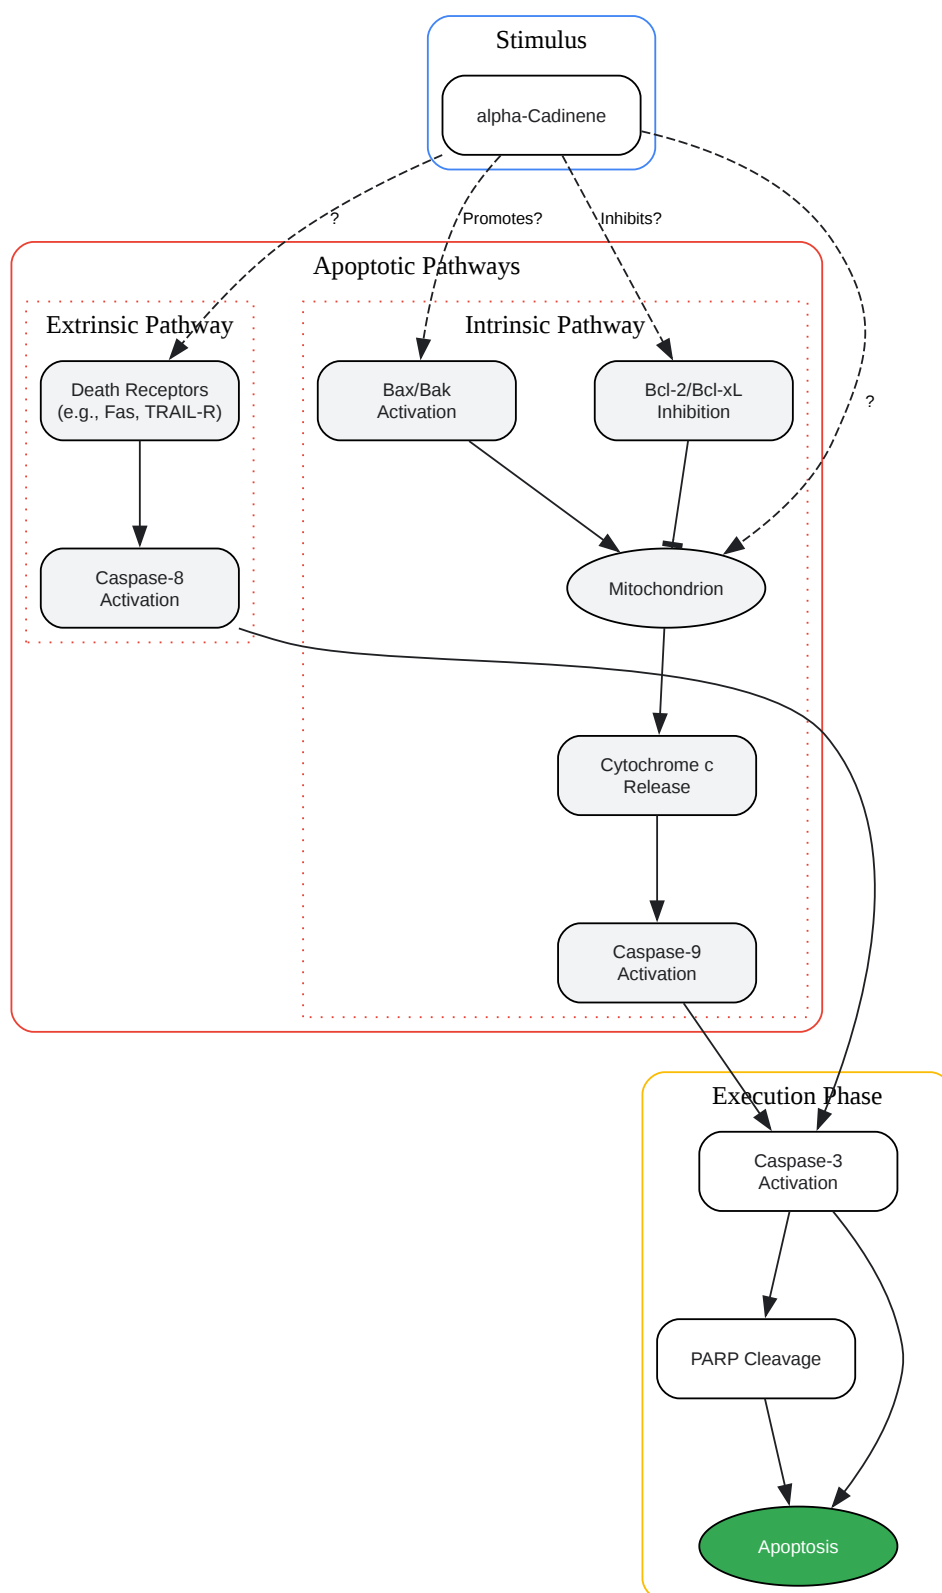 Stimulus
alpha-Cadinene
?
Promotes?
Inhibits?
Apoptotic Pathways
Extrinsic Pathway
Intrinsic Pathway
Death Receptors
(e.g., Fas, TRAIL-R)
Bax/Bak
Activation
Bcl-2/Bcl-xL
Inhibition
?
Caspase-8
Activation
Mitochondrion
Cytochrome c
Release
Caspase-9
Activation
Execution Phase
Caspase-3
Activation
PARP Cleavage
Apoptosis